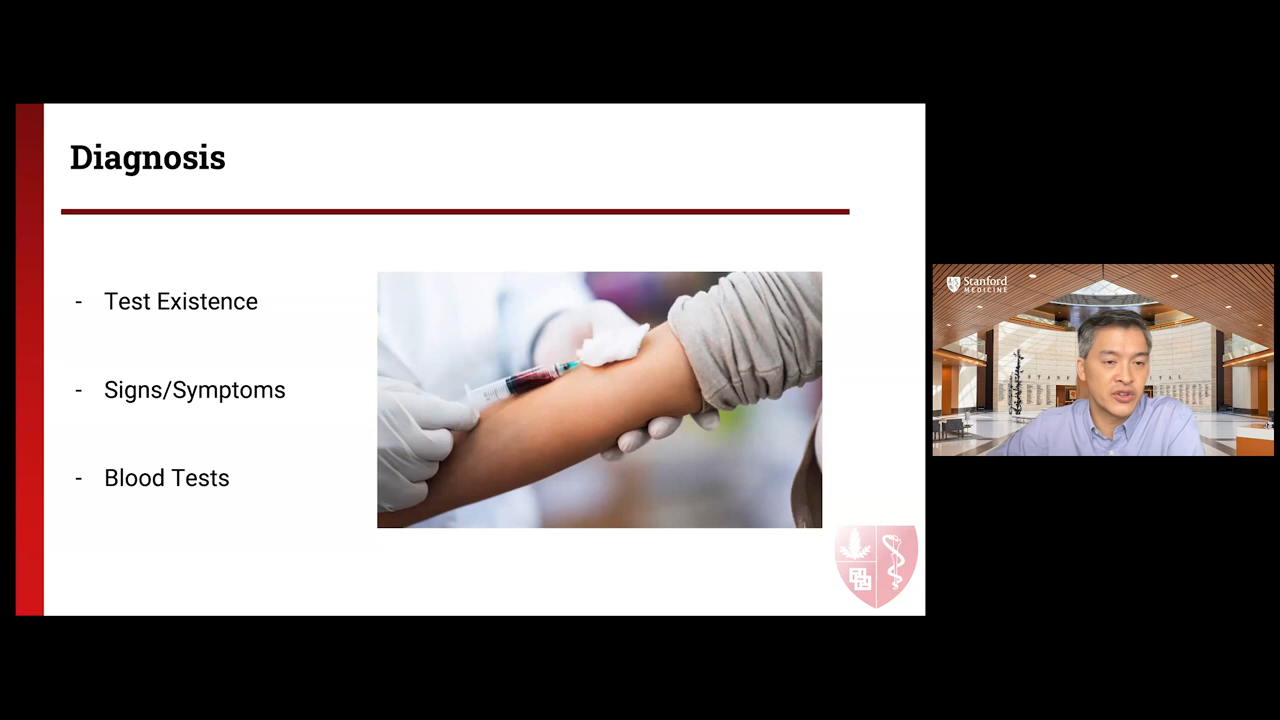 Diagnosis
- Test Existence
- Signs/Symptoms
- Blood Tests
Stanford
MEDICINE